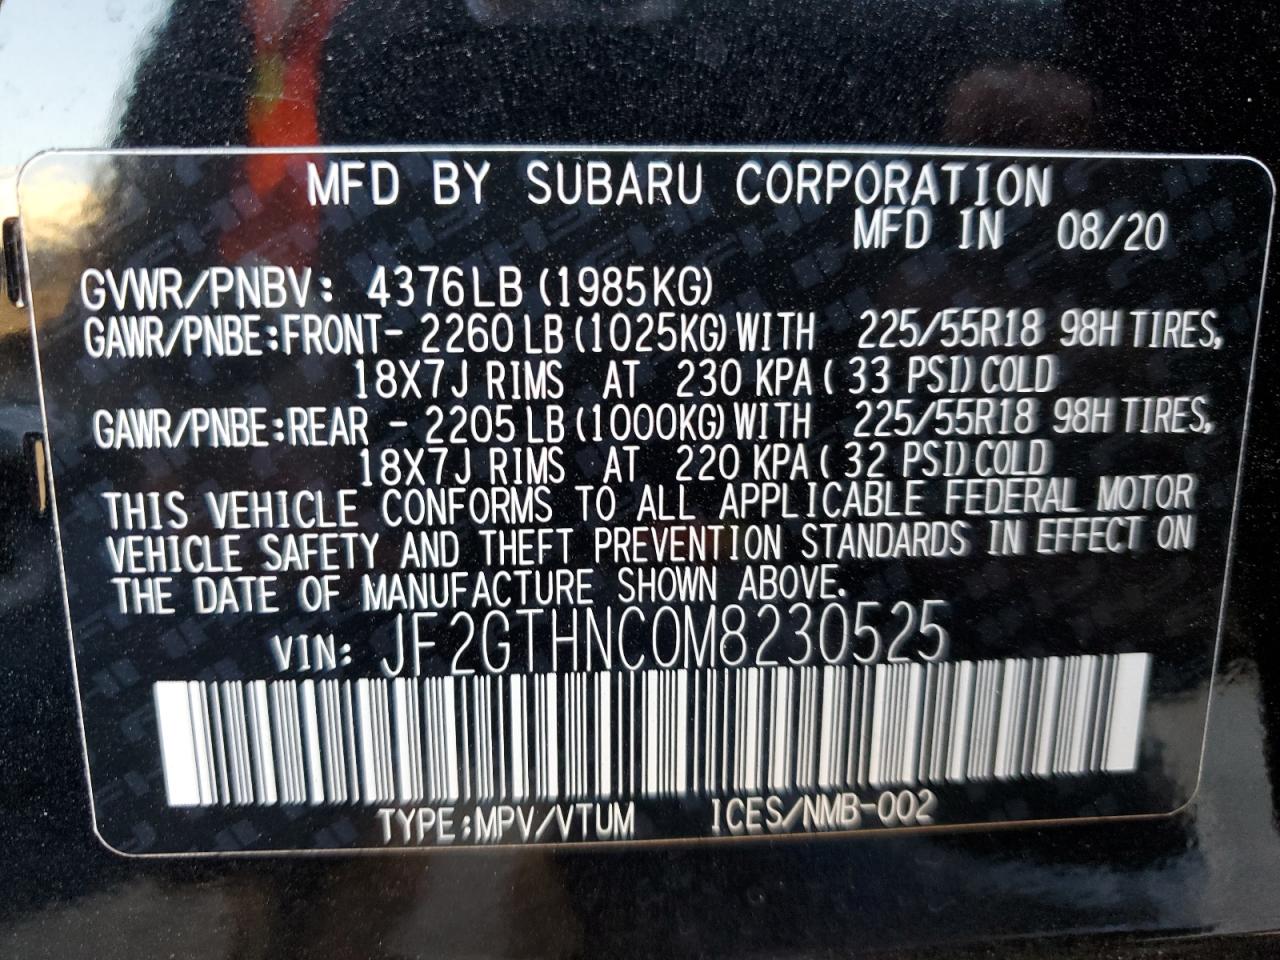 MFD BY SUBARU CORPORATION
MFD IN 08/20
GVWR/PNBV: 4376LB (1985KG)
GAWR/PNBE:FRONT- 2260 LB (1025KG) WITH 225/55R18 98H TIRES,
18X7J RIMS AT 230 KPA ( 33 PSI) COLD
GAWR/PNBE:REAR - 2205 LB (1000KG) WITH 225/55R18 98H TIRES,
18X7J RIMS AT 220 KPA ( 32 PSI) COLD
THIS VEHICLE CONFORMS TO ALL APPLICABLE FEDERAL MOTOR
VEHICLE SAFETY AND THEFT PREVENTION STANDARDS IN EFFECT ON
THE DATE OF MANUFACTURE SHOWN ABOVE.
VIN: JF2GTHNC0M8230525
TYPE:MPV/VTUM ICES/NMB-002